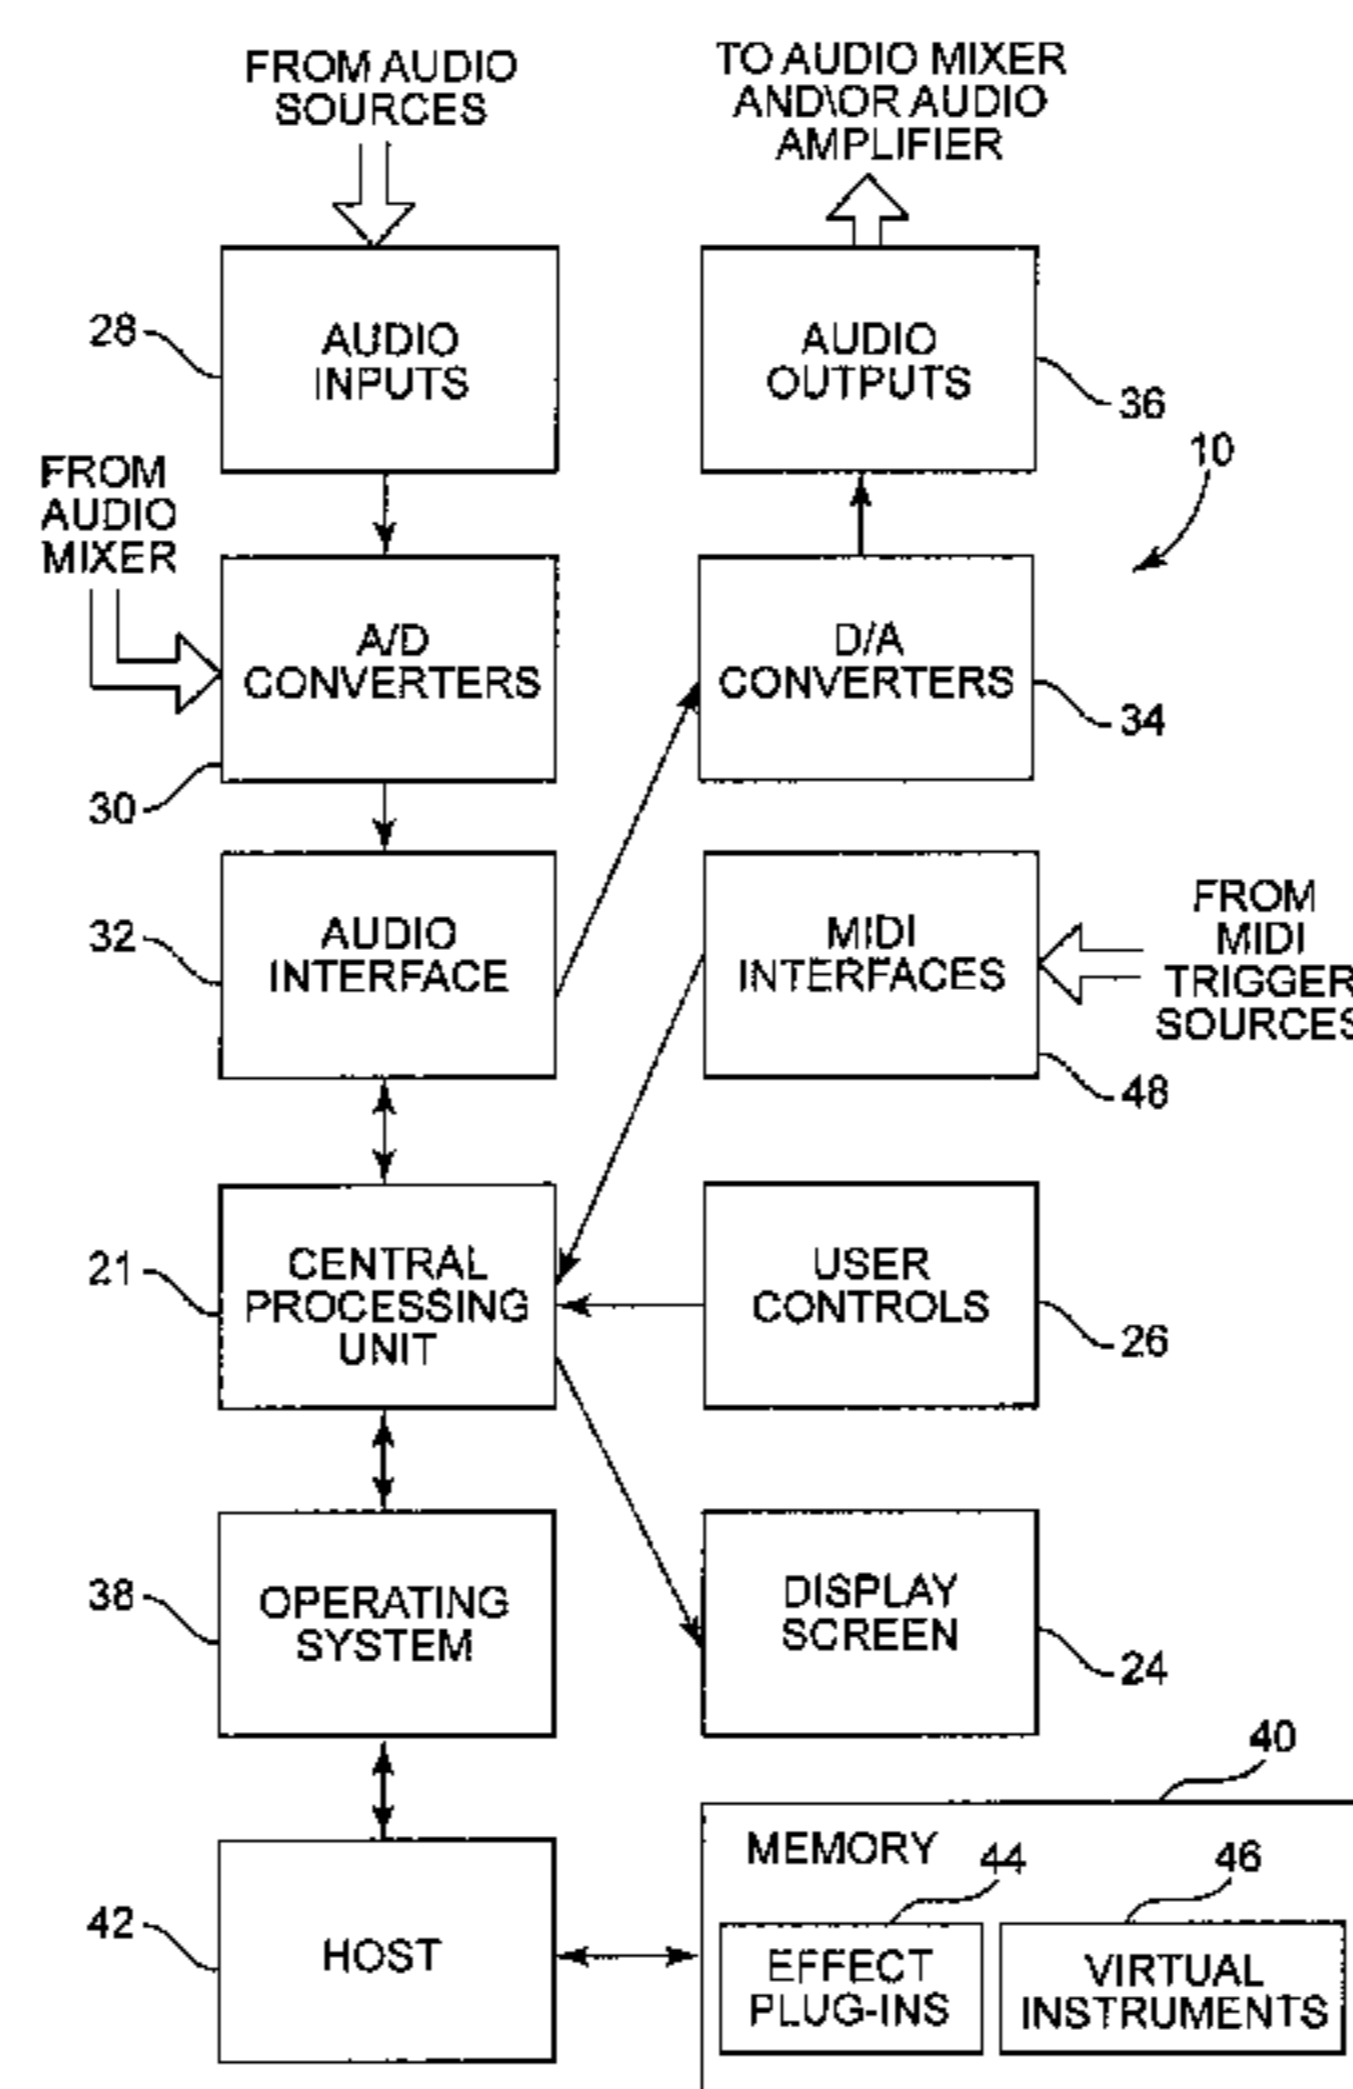 FROM AUDIO
SOURCES
TO AUDIO MIXER
AND\OR AUDIO
AMPLIFIER
28
AUDIO
INPUTS
AUDIO
OUTPUTS
36
10
FROM
AUDIO
MIXER
A/D
CONVERTERS
30
D/A
CONVERTERS
34
32
AUDIO
INTERFACE
MIDI
INTERFACES
48
FROM
MIDI
TRIGGER
SOURCES
21
CENTRAL
PROCESSING
UNIT
USER
CONTROLS
26
38
OPERATING
SYSTEM
DISPLAY
SCREEN
24
40
42
HOST
MEMORY
44
46
EFFECT
PLUG-INS
VIRTUAL
INSTRUMENTS